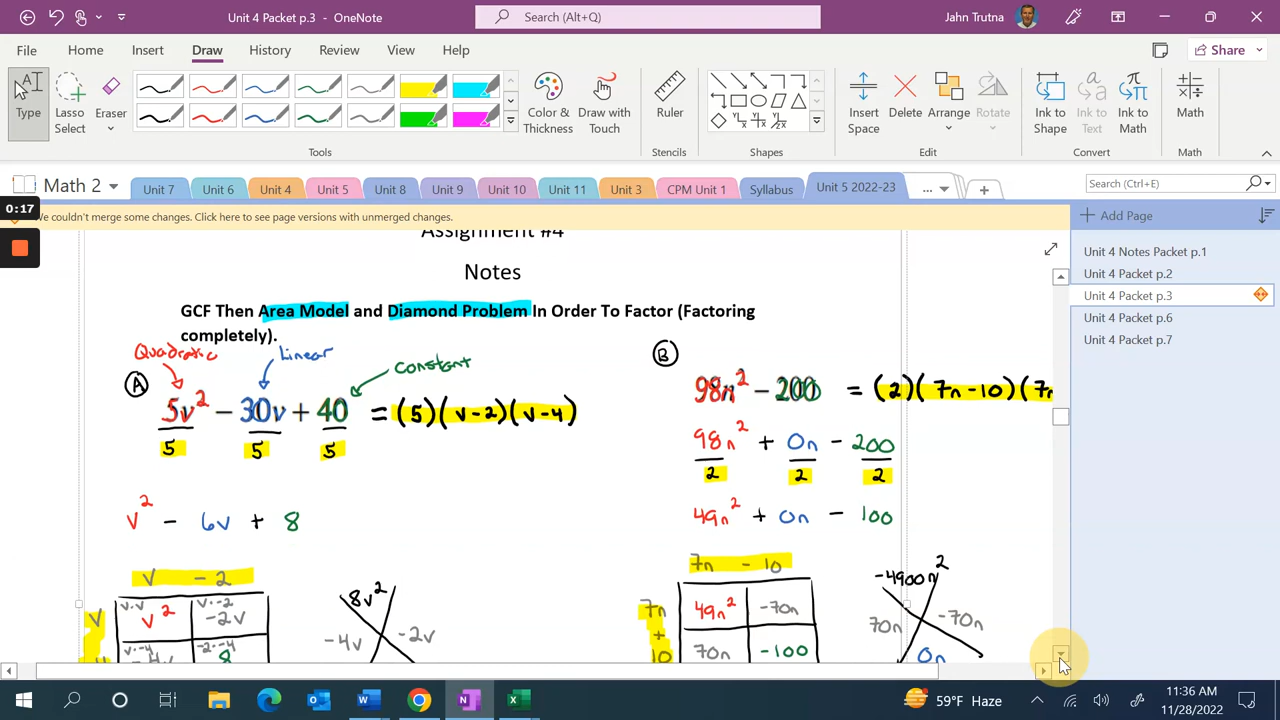 Unit 4 Packet p.3 - OneNote
Search (Alt+Q)
Jahn Trutna
File Home Insert Draw History Review View Help Share
Type
Lasso Select
Eraser
Color & Thickness
Draw with Touch
Ruler
Insert Space
Delete
Arrange
Rotate
Ink to Shape
Ink to Text
Ink to Math
Math
Tools
Stencils
Shapes
Edit
Convert
Math
Math 2
Unit 7 Unit 6 Unit 4 Unit 5 Unit 8 Unit 9 Unit 10 Unit 11 Unit 3 CPM Unit 1 Syllabus Unit 5 2022-23 ...
Search (Ctrl+E)
0:17
e couldn't merge some changes. Click here to see page versions with unmerged changes.
Add Page
Unit 4 Notes Packet p.1
Unit 4 Packet p.2
Unit 4 Packet p.3
Unit 4 Packet p.6
Unit 4 Packet p.7
Assignment #4
Notes
GCF Then Area Model and Diamond Problem In Order To Factor (Factoring
completely).
Quadratic Linear constant
A 5v² - 30v + 40 = (5)(v-2)(v-4)
5 5 5
v² - 6v + 8
v - 2
v
v·v v·-2
v² -2v
-2·-4
-4v 8
8v²
-4v -2v
B 98n² - 200 = (2)(7n-10)(7n
98n² + 0n - 200
2 2 2
49n² + 0n - 100
7n - 10
7n + 10
49n² -70n
70n -100
-4900n²
70n -70n
0n
59°F Haze
11:36 AM
11/28/2022